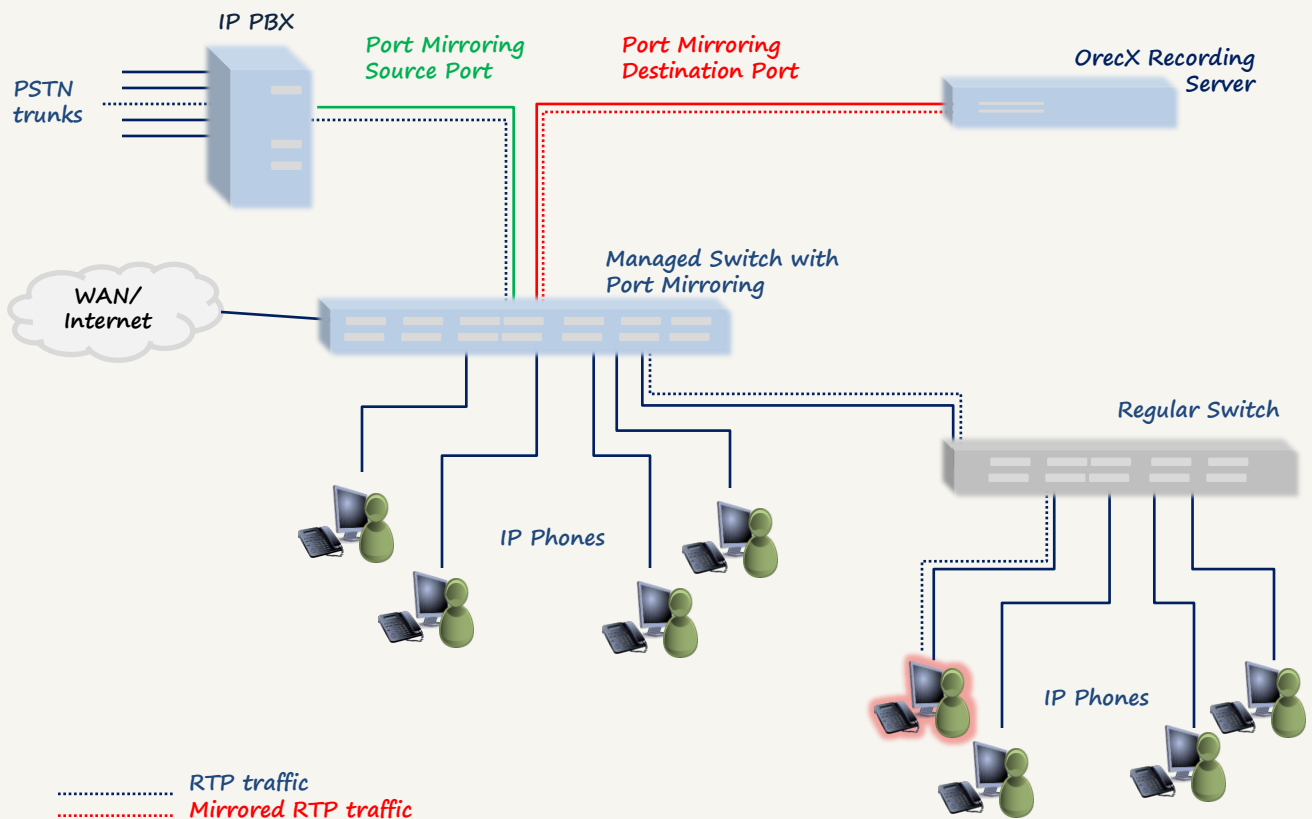 IP PBX
Port Mirroring
Source Port
Port Mirroring
Destination Port
OrecX Recording
Server
PSTN
trunks
Managed Switch with
Port Mirroring
WAN/
Internet
Regular Switch
IP Phones
IP Phones
RTP traffic
Mirrored RTP traffic